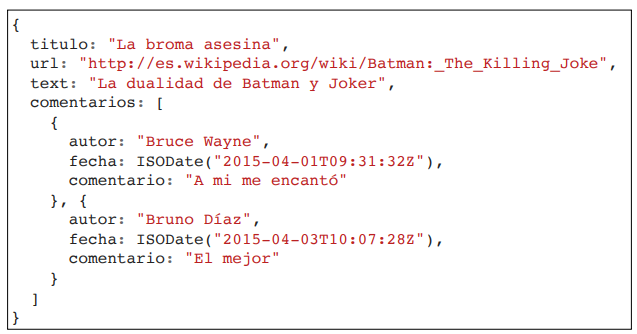 {
  titulo: "La broma asesina",
  url: "http://es.wikipedia.org/wiki/Batman:_The_Killing_Joke",
  text: "La dualidad de Batman y Joker",
  comentarios: [
    {
      autor: "Bruce Wayne",
      fecha: ISODate("2015-04-01T09:31:32Z"),
      comentario: "A mi me encantó"
    }, {
      autor: "Bruno Díaz",
      fecha: ISODate("2015-04-03T10:07:28Z"),
      comentario: "El mejor"
    }
  ]
}